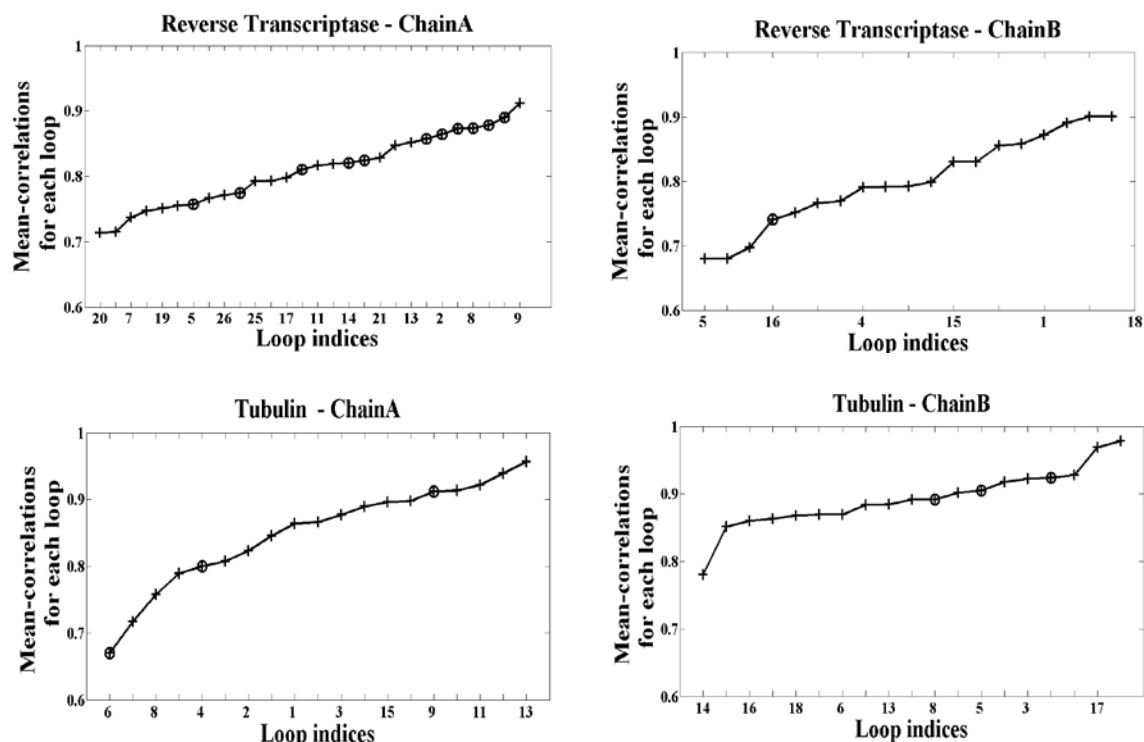 Reverse Transcriptase - ChainA
Mean-correlations
for each loop
1
0.9
0.8
0.7
0.6
20 7 19 5 26 25 17 11 14 21 13 2 8 9
Loop indices
Reverse Transcriptase - ChainB
Mean-correlations
for each loop
1
0.9
0.8
0.7
0.6
5 16 4 15 1 18
Loop indices
Tubulin - ChainA
Mean-correlations
for each loop
1
0.9
0.8
0.7
0.6
6 8 4 2 1 3 15 9 11 13
Loop indices
Tubulin - ChainB
Mean-correlations
for each loop
1
0.9
0.8
0.7
0.6
14 16 18 6 13 8 5 3 17
Loop indices